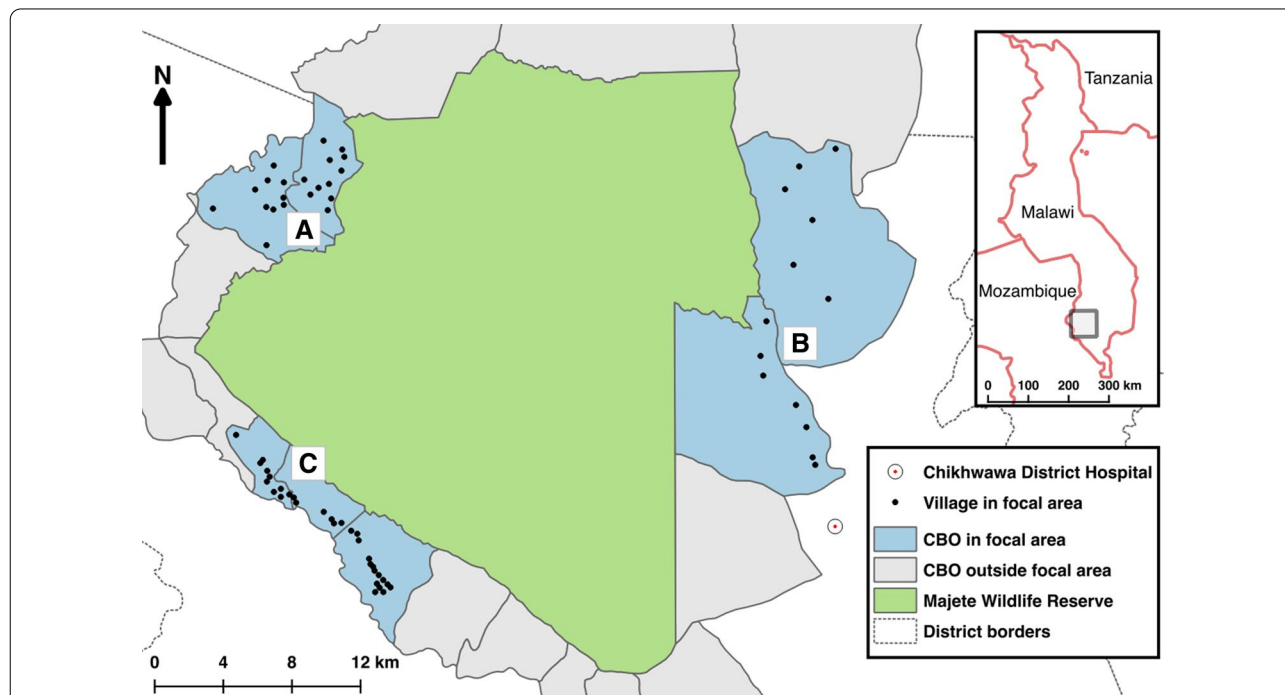 N
A
B
C
0 4 8 12 km
Tanzania
Malawi
Mozambique
0 100 200 300 km
Chikhwawa District Hospital
Village in focal area
CBO in focal area
CBO outside focal area
Majete Wildlife Reserve
District borders